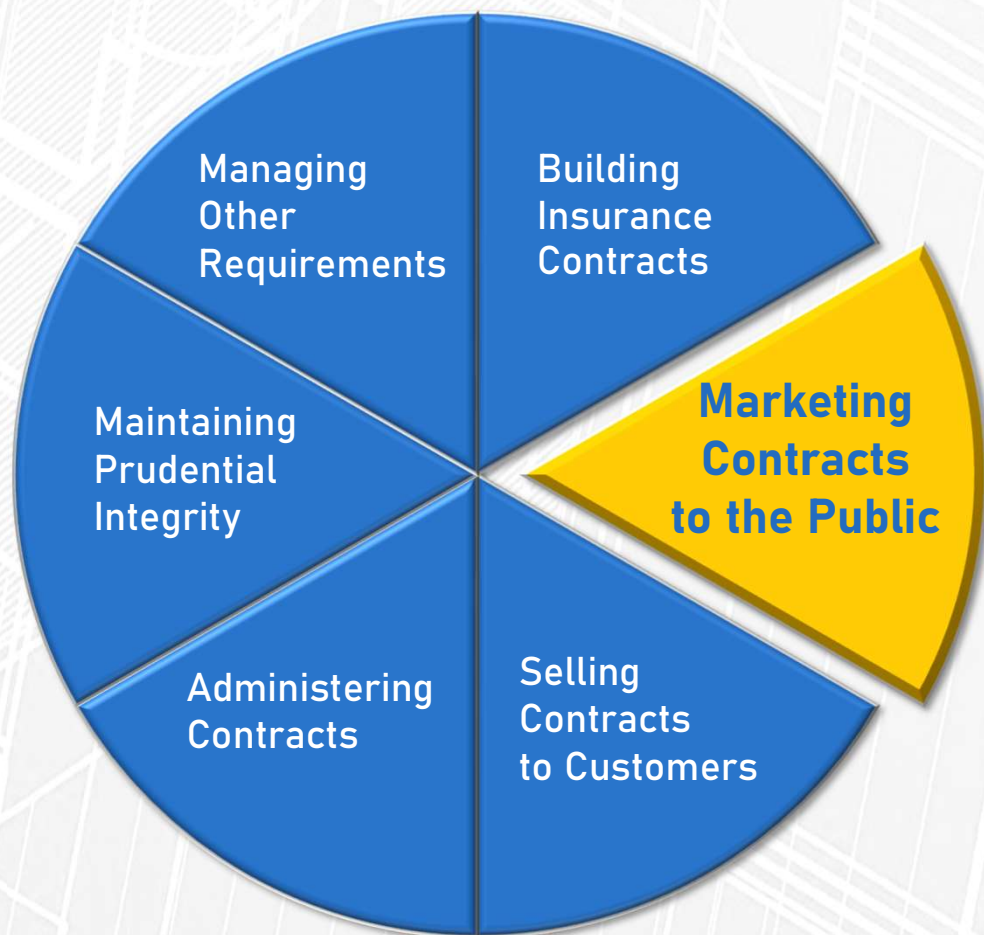 Managing
Other
Requirements
Building
Insurance
Contracts
Marketing
Contracts
to the Public
Maintaining
Prudential
Integrity
Administering
Contracts
Selling
Contracts
to Customers